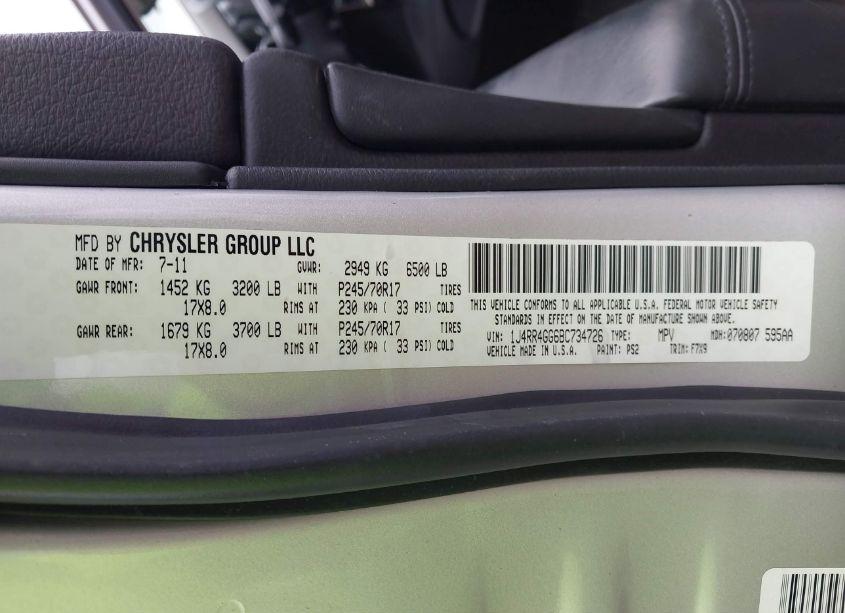 MFD BY CHRYSLER GROUP LLC
DATE OF MFR: 7-11 GVWR: 2949 KG 6500 LB
GAWR FRONT: 1452 KG 3200 LB WITH P245/70R17 TIRES
17X8.0 RIMS AT 230 KPA ( 33 PSI) COLD
GAWR REAR: 1679 KG 3700 LB WITH P245/70R17 TIRES
17X8.0 RIMS AT 230 KPA ( 33 PSI) COLD
THIS VEHICLE CONFORMS TO ALL APPLICABLE U.S.A. FEDERAL MOTOR VEHICLE SAFETY
STANDARDS IN EFFECT ON THE DATE OF MANUFACTURE SHOWN ABOVE.
VIN: 1J4RR4GG6BC734726 TYPE: MPV MDH: 070807 595AA
VEHICLE MADE IN U.S.A. PAINT: PS2 TRIM: F7X9